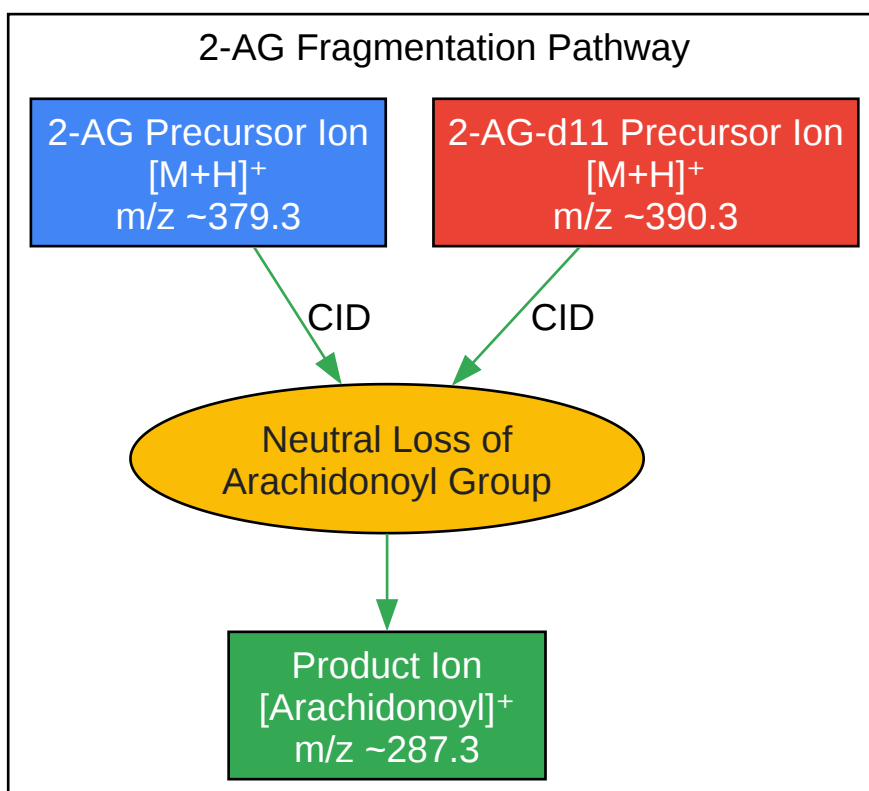 2-AG Fragmentation Pathway
2-AG Precursor Ion
[M+H]⁺
m/z ~379.3
2-AG-d11 Precursor Ion
[M+H]⁺
m/z ~390.3
CID
CID
Neutral Loss of
Arachidonoyl Group
Product Ion
[Arachidonoyl]⁺
m/z ~287.3